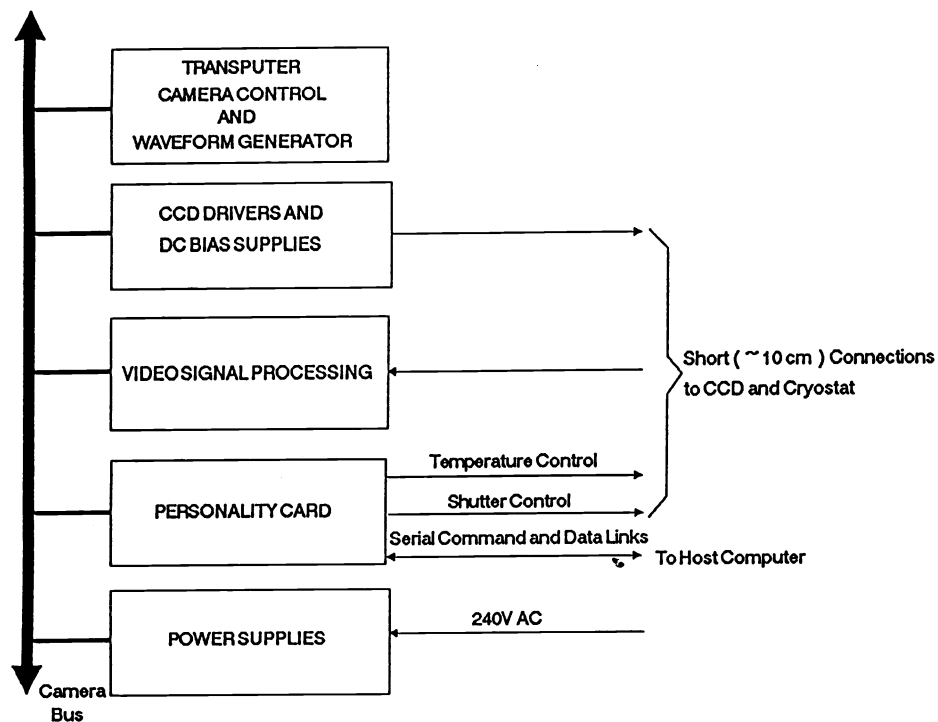 TRANSPUTER
CAMERA CONTROL
AND
WAVEFORM GENERATOR
CCD DRIVERS AND
DC BIAS SUPPLIES
VIDEO SIGNAL PROCESSING
Short ( ~10 cm ) Connections
to CCD and Cryostat
Temperature Control
PERSONALITY CARD
Shutter Control
Serial Command and Data Links
To Host Computer
240V AC
POWER SUPPLIES
Camera
Bus